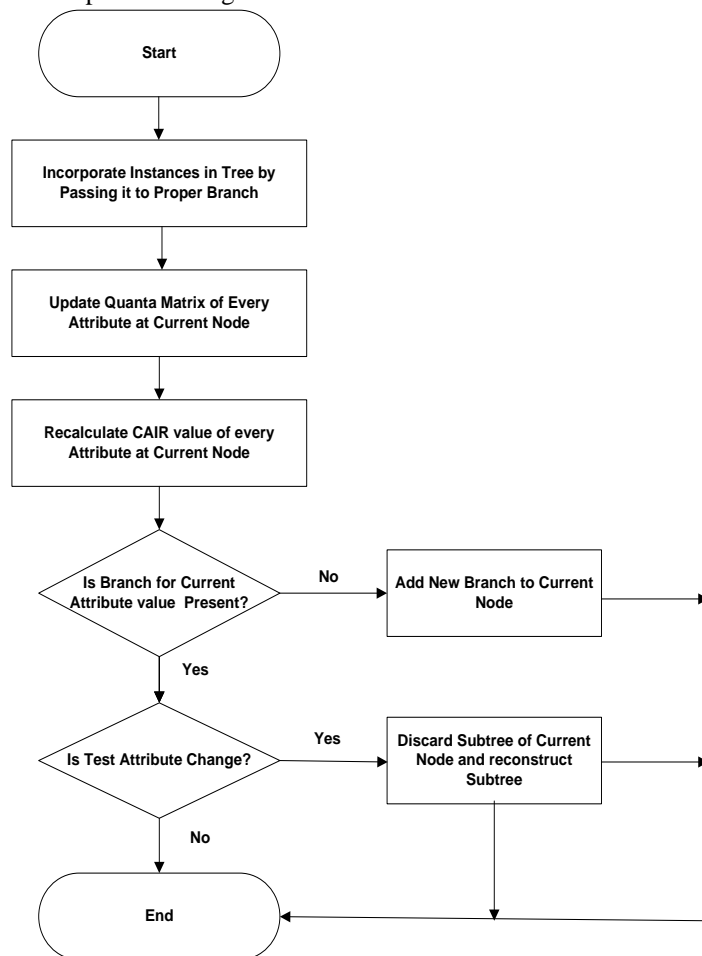 Start
Incorporate Instances in Tree by
Passing it to Proper Branch
Update Quanta Matrix of Every
Attribute at Current Node
Recalculate CAIR value of every
Attribute at Current Node
Is Branch for Current
Attribute value Present?
No
Add New Branch to Current
Node
Yes
Is Test Attribute Change?
Yes
Discard Subtree of Current
Node and reconstruct
Subtree
No
End